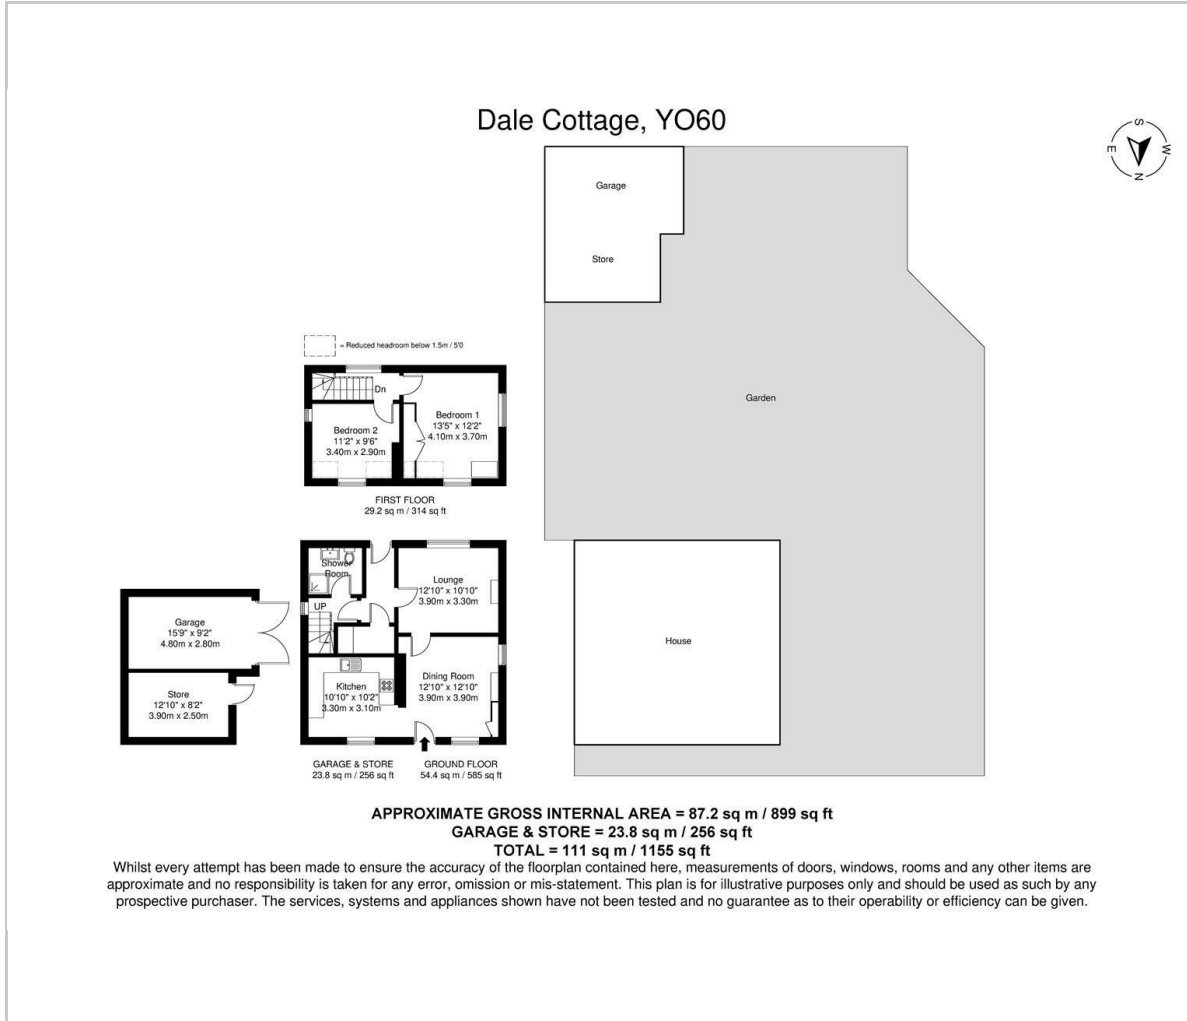 Dale Cottage, YO60
S
E
W
N
Garage
Store
Garden
House
= Reduced headroom below 1.5m / 5'0
Dn
Bedroom 1
13'5" x 12'2"
4.10m x 3.70m
Bedroom 2
11'2" x 9'6"
3.40m x 2.90m
FIRST FLOOR
29.2 sq m / 314 sq ft
Shower
Room
UP
Lounge
12'10" x 10'10"
3.90m x 3.30m
Garage
15'9" x 9'2"
4.80m x 2.80m
Store
12'10" x 8'2"
3.90m x 2.50m
Kitchen
10'10" x 10'2"
3.30m x 3.10m
Dining Room
12'10" x 12'10"
3.90m x 3.90m
GARAGE & STORE
23.8 sq m / 256 sq ft
GROUND FLOOR
54.4 sq m / 585 sq ft
APPROXIMATE GROSS INTERNAL AREA = 87.2 sq m / 899 sq ft
GARAGE & STORE = 23.8 sq m / 256 sq ft
TOTAL = 111 sq m / 1155 sq ft
Whilst every attempt has been made to ensure the accuracy of the floorplan contained here, measurements of doors, windows, rooms and any other items are
approximate and no responsibility is taken for any error, omission or mis-statement. This plan is for illustrative purposes only and should be used as such by any
prospective purchaser. The services, systems and appliances shown have not been tested and no guarantee as to their operability or efficiency can be given.